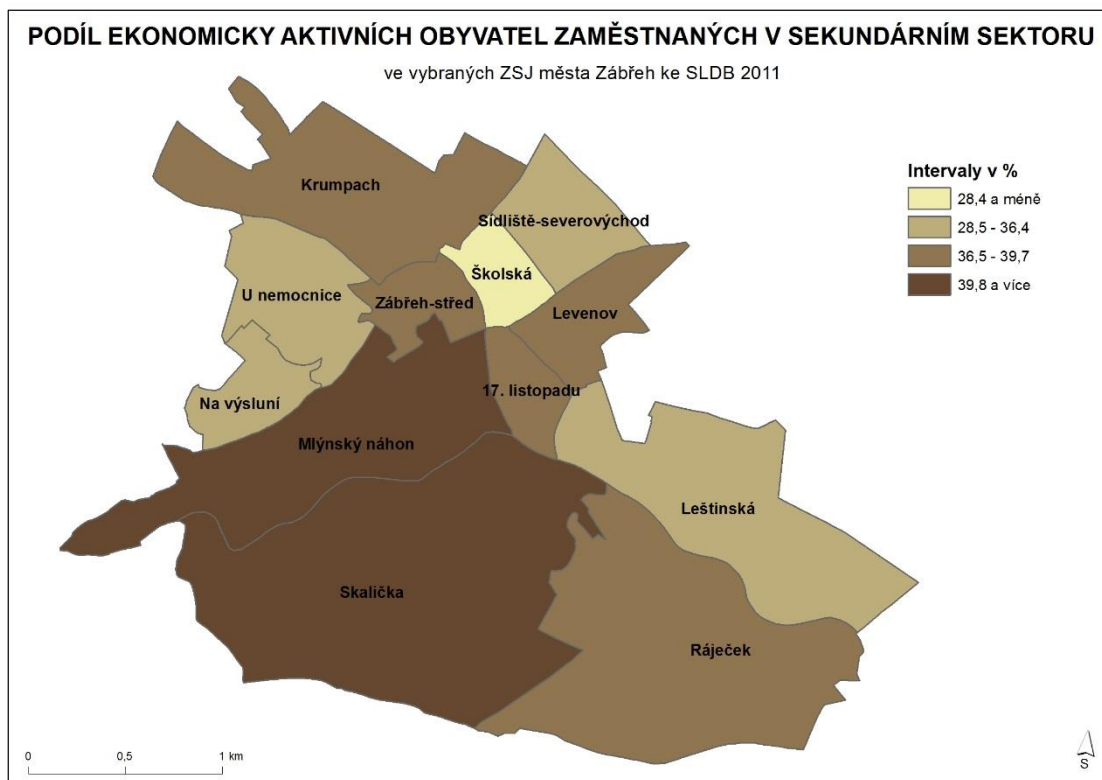 PODÍL EKONOMICKY AKTIVNÍCH OBYVATEL ZAMĚSTNANÝCH V SEKUNDÁRNÍM SEKTORU
ve vybraných ZSJ města Zábřeh ke SLDB 2011
Intervaly v %
28,4 a méně
28,5 - 36,4
36,5 - 39,7
39,8 a více
Krumpach
Sídliště-severovýchod
Školská
U nemocnice
Zábřeh-střed
Levenov
17. listopadu
Na výsluní
Mlýnský náhon
Leštinská
Skalička
Ráječek
0 0,5 1 km
S